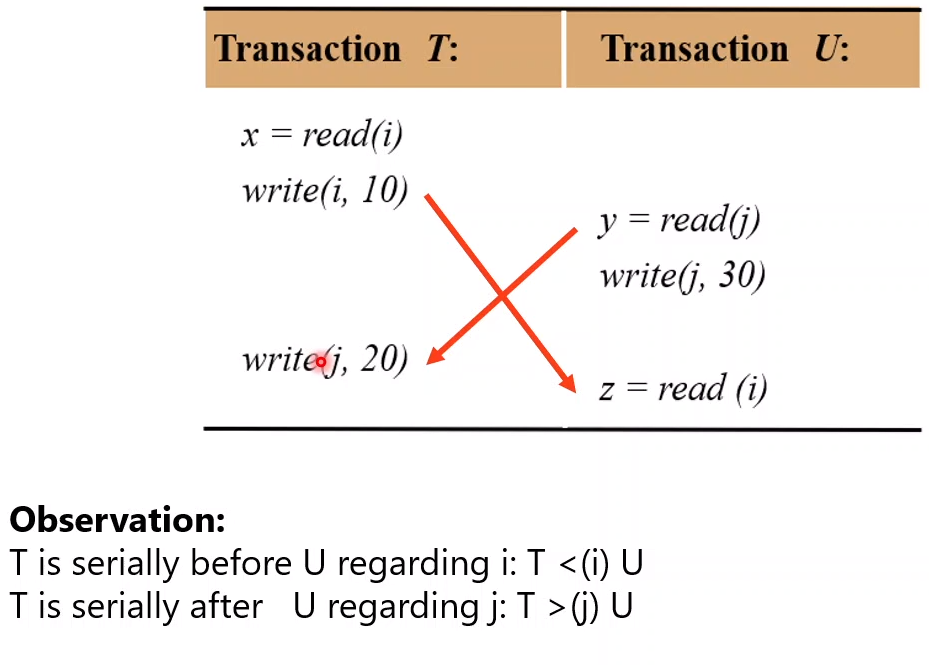 Transaction T: Transaction U:
x = read(i)
write(i, 10)
y = read(j)
write(j, 30)
write(j, 20)
z = read (i)
Observation:
T is serially before U regarding i: T <(i) U
T is serially after U regarding j: T >(j) U